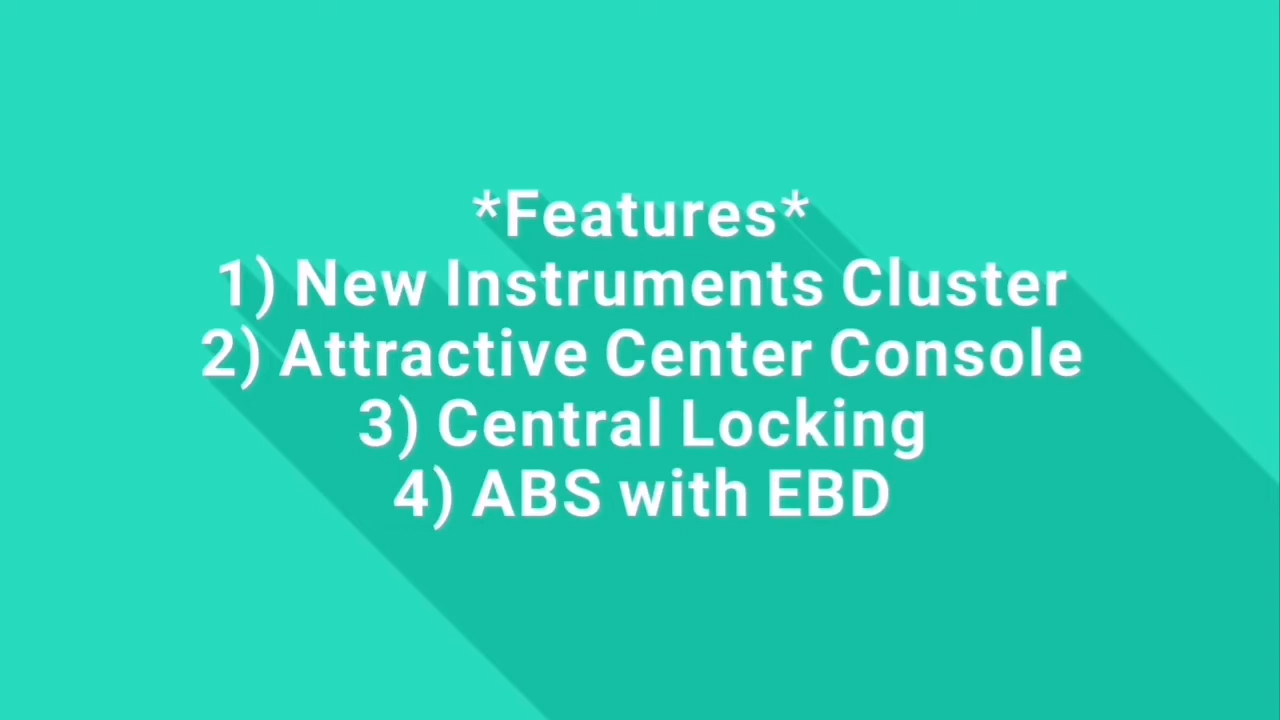 *Features*
1) New Instruments Cluster
2) Attractive Center Console
3) Central Locking
4) ABS with EBD